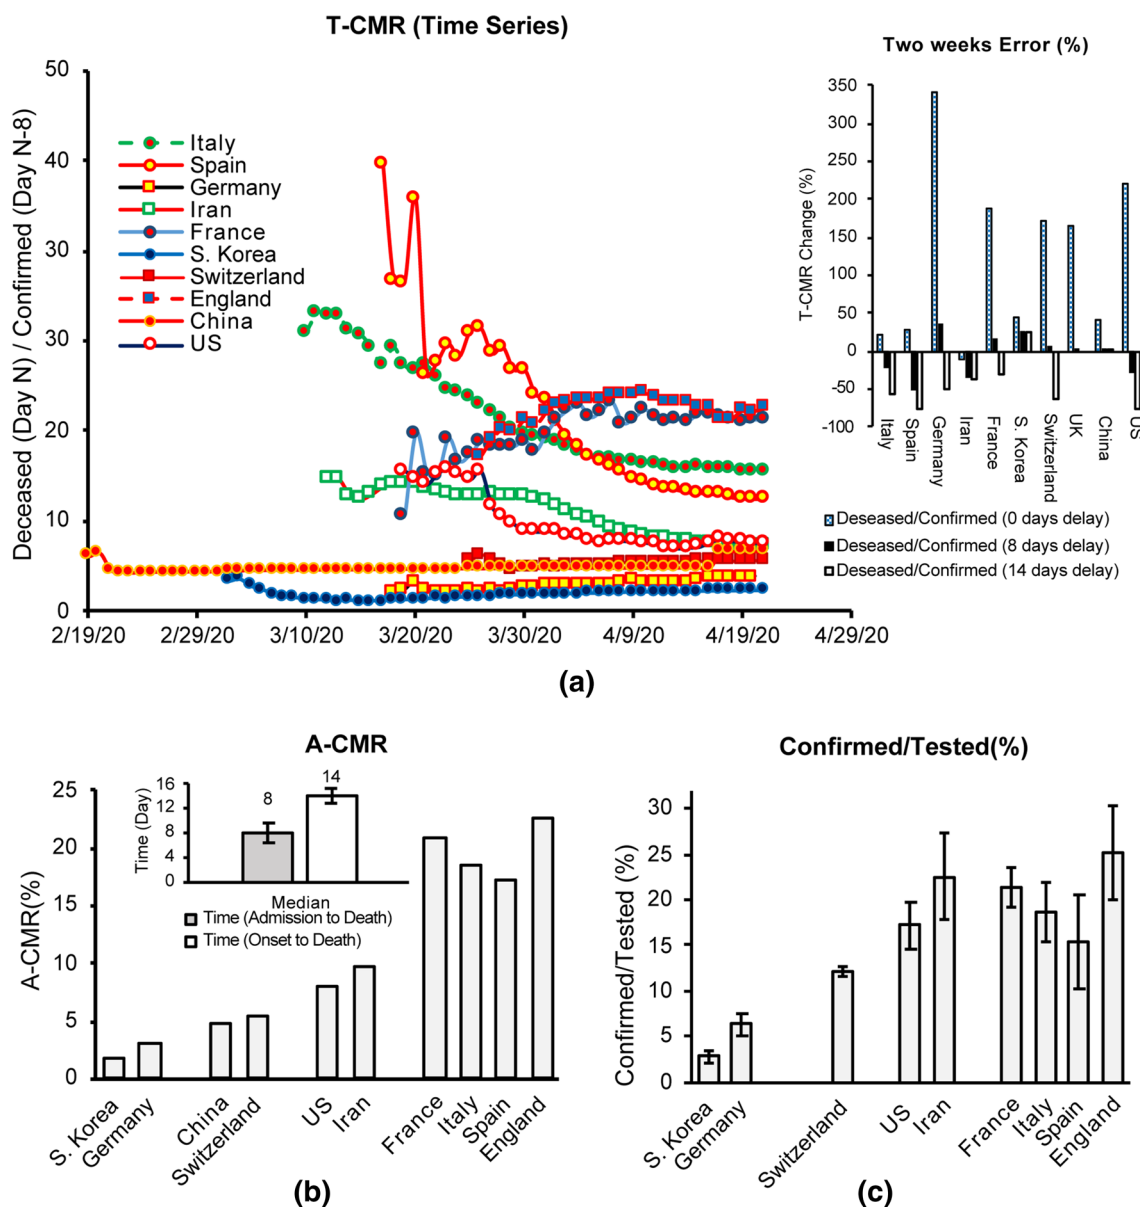 T-CMR (Time Series)
Deceased (Day N) / Confirmed (Day N-8)
50
40
30
20
10
0
2/19/20 2/29/20 3/10/20 3/20/20 3/30/20 4/9/20 4/19/20 4/29/20
Italy
Spain
Germany
Iran
France
S. Korea
Switzerland
England
China
US
Two weeks Error (%)
T-CMR Change (%)
350
300
250
200
150
100
50
0
-50
-100
Italy Spain Germany Iran France S. Korea Switzerland UK China US
Deseased/Confirmed (0 days delay)
Deseased/Confirmed (8 days delay)
Deseased/Confirmed (14 days delay)
(a)
A-CMR
A-CMR(%)
25
20
15
10
5
0
Time (Day)
16
12
8
4
0
8 14
Median
Time (Admission to Death)
Time (Onset to Death)
S. Korea Germany China Switzerland US Iran France Italy Spain England
(b)
Confirmed/Tested(%)
Confirmed/Tested (%)
30
25
20
15
10
5
0
S. Korea Germany Switzerland US Iran France Italy Spain England
(c)